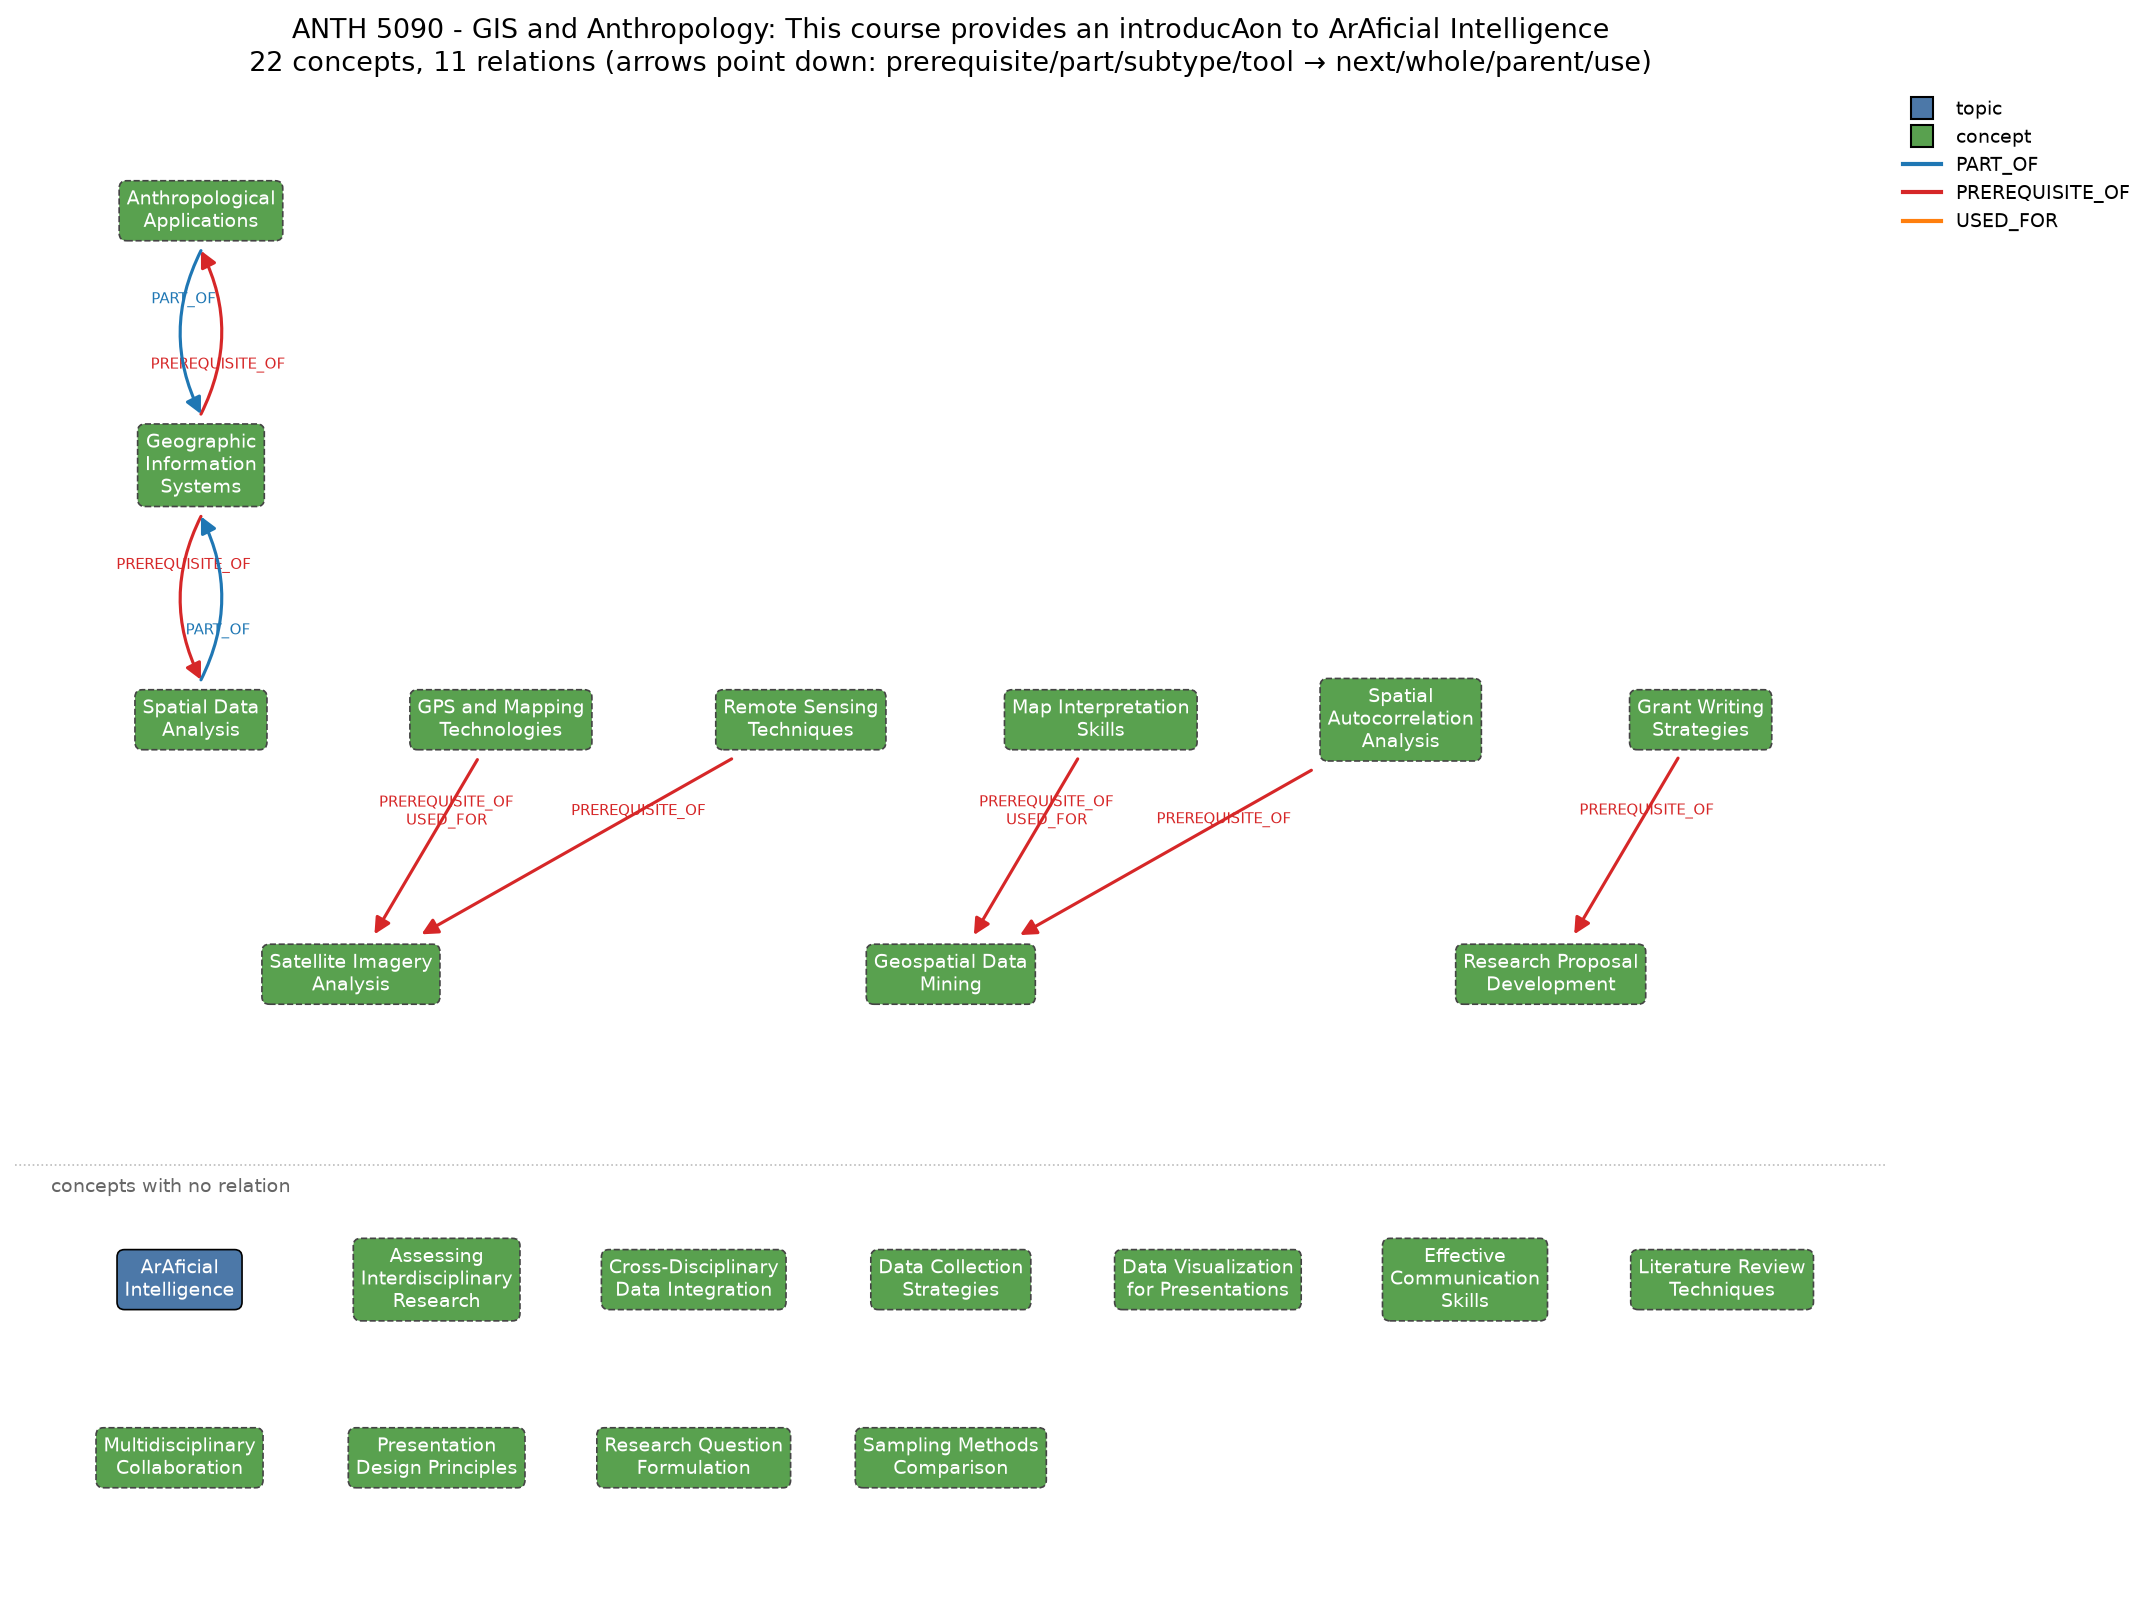 ANTH 5090 - GIS and Anthropology: This course provides an introducAon to ArAficial Intelligence
22 concepts, 11 relations (arrows point down: prerequisite/part/subtype/tool → next/whole/parent/use)
topic
concept
PART_OF
PREREQUISITE_OF
USED_FOR
Anthropological
Applications
PART_OF
PREREQUISITE_OF
Geographic
Information
Systems
PREREQUISITE_OF
PART_OF
Spatial Data
Analysis
GPS and Mapping
Technologies
Remote Sensing
Techniques
Map Interpretation
Skills
Spatial
Autocorrelation
Analysis
Grant Writing
Strategies
PREREQUISITE_OF
USED_FOR
PREREQUISITE_OF
PREREQUISITE_OF
USED_FOR
PREREQUISITE_OF
PREREQUISITE_OF
Satellite Imagery
Analysis
Geospatial Data
Mining
Research Proposal
Development
concepts with no relation
ArAficial
Intelligence
Assessing
Interdisciplinary
Research
Cross-Disciplinary
Data Integration
Data Collection
Strategies
Data Visualization
for Presentations
Effective
Communication
Skills
Literature Review
Techniques
Multidisciplinary
Collaboration
Presentation
Design Principles
Research Question
Formulation
Sampling Methods
Comparison